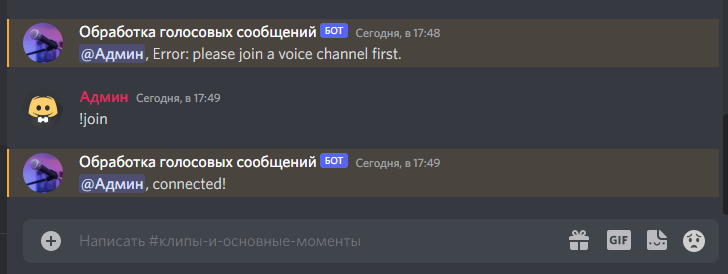 Обработка голосовых сообщений БОТ Сегодня, в 17:48
@Админ, Error: please join a voice channel first.
Админ Сегодня, в 17:49
!join
Обработка голосовых сообщений БОТ Сегодня, в 17:49
@Админ, connected!
Написать #клипы-и-основные-моменты GIF